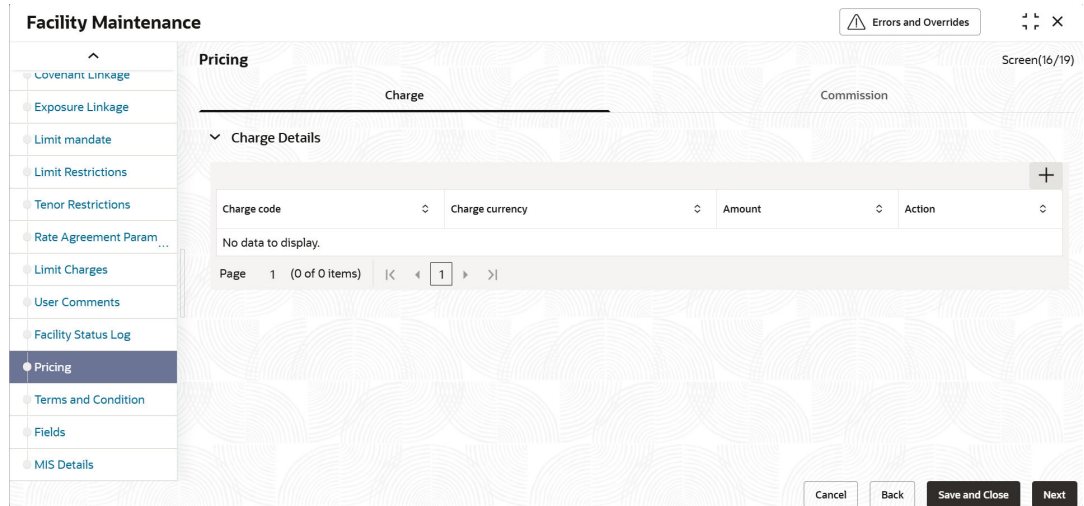 Facility Maintenance
Errors and Overrides
Covenant Linkage
Exposure Linkage
Limit mandate
Limit Restrictions
Tenor Restrictions
Rate Agreement Param...
Limit Charges
User Comments
Facility Status Log
Pricing
Terms and Condition
Fields
MIS Details
Pricing
Screen(16/19)
Charge
Commission
Charge Details
Charge code Charge currency Amount Action
No data to display.
Page 1 (0 of 0 items) 1
Cancel Back Save and Close Next